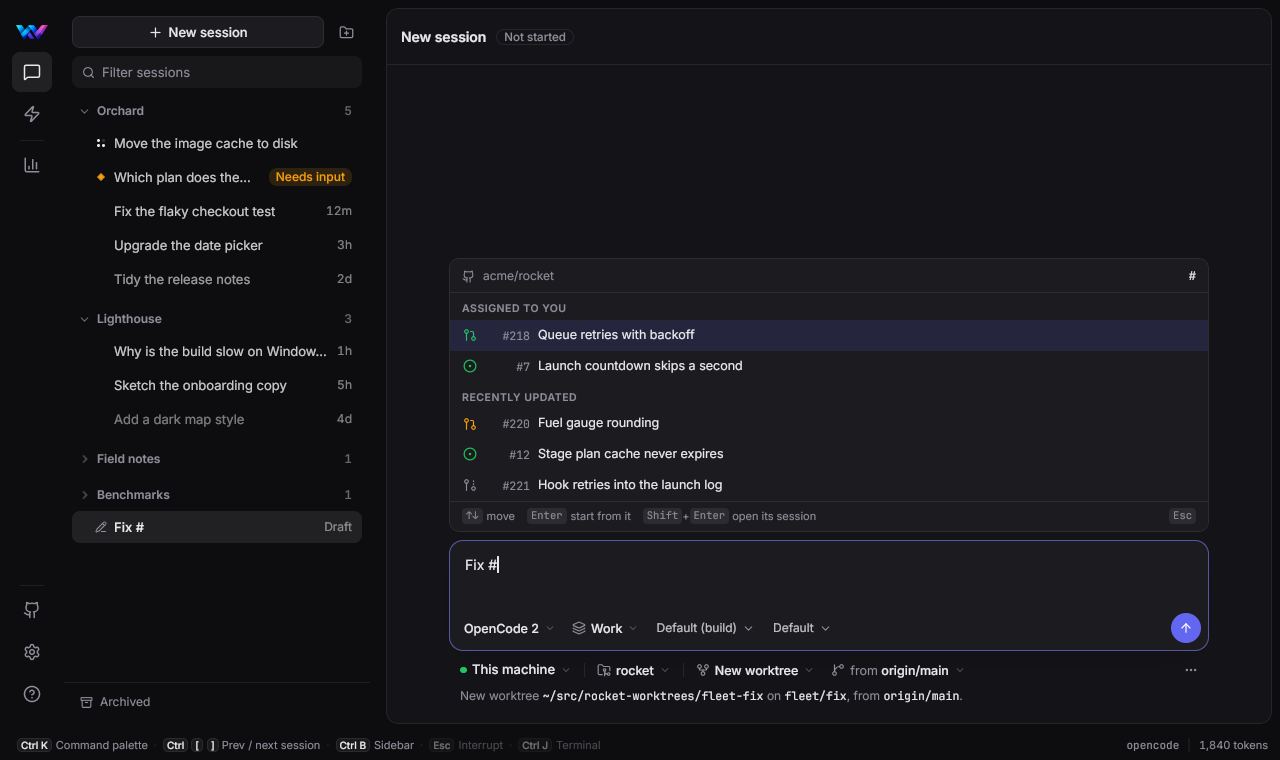 New session
Filter sessions
Orchard 5
Move the image cache to disk
Which plan does the... Needs input
Fix the flaky checkout test 12m
Upgrade the date picker 3h
Tidy the release notes 2d
Lighthouse 3
Why is the build slow on Window... 1h
Sketch the onboarding copy 5h
Add a dark map style 4d
Field notes 1
Benchmarks 1
Fix # Draft
Archived
New session Not started
acme/rocket #
ASSIGNED TO YOU
#218 Queue retries with backoff
#7 Launch countdown skips a second
RECENTLY UPDATED
#220 Fuel gauge rounding
#12 Stage plan cache never expires
#221 Hook retries into the launch log
↑↓ move Enter start from it Shift+Enter open its session Esc
Fix #
OpenCode 2 Work Default (build) Default
This machine rocket New worktree from origin/main ...
New worktree ~/src/rocket-worktrees/fleet-fix on fleet/fix, from origin/main.
Ctrl K Command palette · Ctrl [ ] Prev / next session · Ctrl B Sidebar · Esc Interrupt · Ctrl J Terminal opencode 1,840 tokens